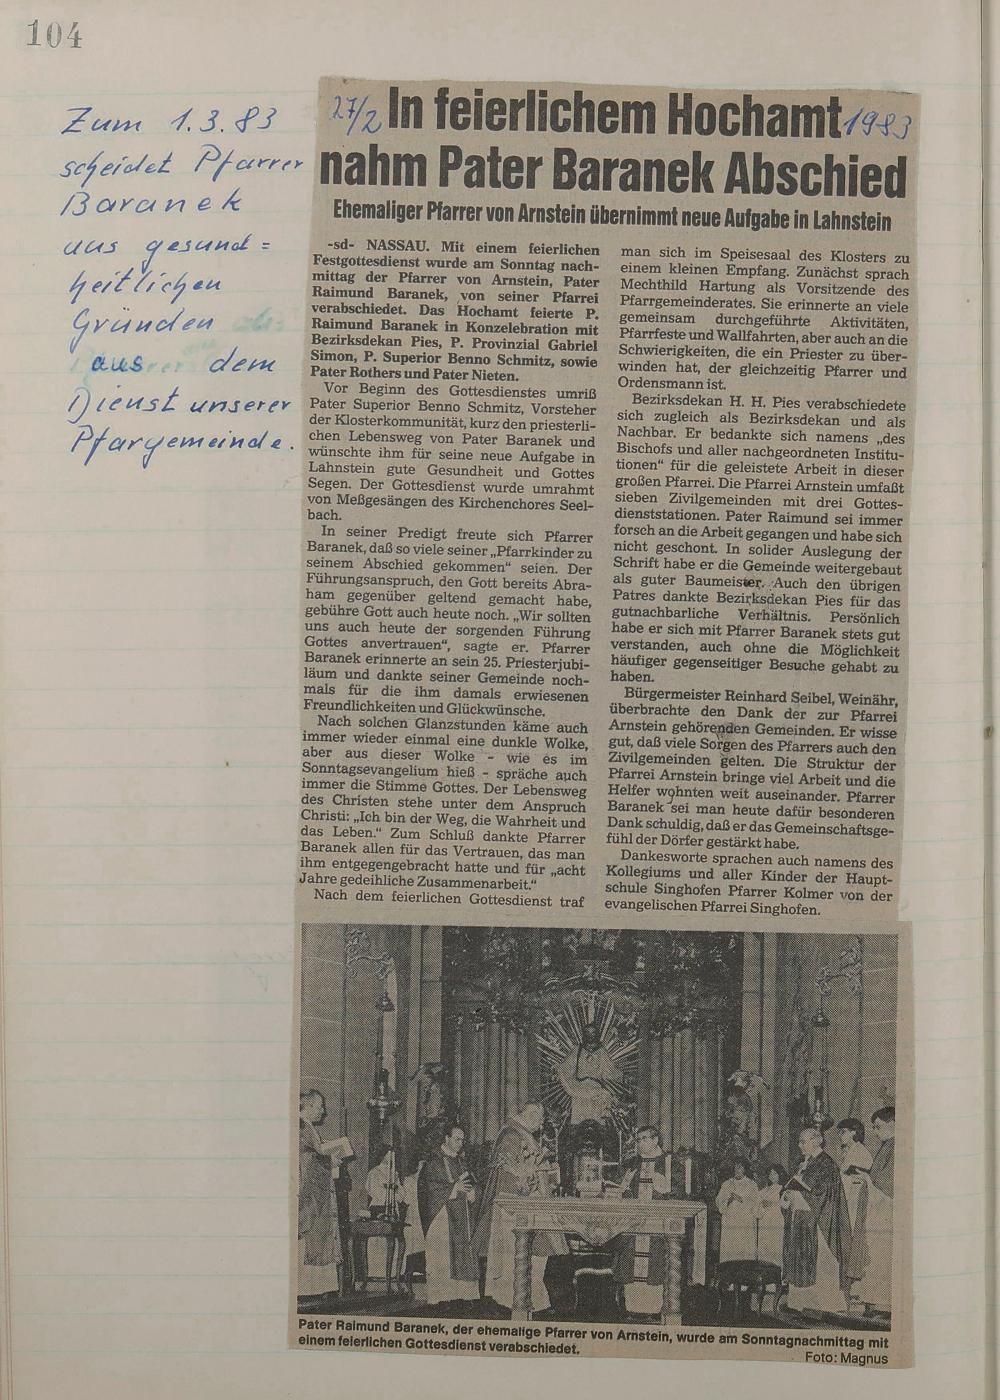 104
Zum 1.3.83
scheidet Pfarrer
Baranek
aus gesund=
heitlichen
Gründen
aus dem
Dienst unserer
Pfargemeinde.
27/2 In feierlichem Hochamt 1983
nahm Pater Baranek Abschied
Ehemaliger Pfarrer von Arnstein übernimmt neue Aufgabe in Lahnstein
-sd- NASSAU. Mit einem feierlichen
Festgottesdienst wurde am Sonntag nach-
mittag der Pfarrer von Arnstein, Pater
Raimund Baranek, von seiner Pfarrei
verabschiedet. Das Hochamt feierte P.
Raimund Baranek in Konzelebration mit
Bezirksdekan Pies, P. Provinzial Gabriel
Simon, P. Superior Benno Schmitz, sowie
Pater Rothers und Pater Nieten.
Vor Beginn des Gottesdienstes umriß
Pater Superior Benno Schmitz, Vorsteher
der Klosterkommunität, kurz den priesterli-
chen Lebensweg von Pater Baranek und
wünschte ihm für seine neue Aufgabe in
Lahnstein gute Gesundheit und Gottes
Segen. Der Gottesdienst wurde umrahmt
von Meßgesängen des Kirchenchores Seel-
bach.
In seiner Predigt freute sich Pfarrer
Baranek, daß so viele seiner „Pfarrkinder zu
seinem Abschied gekommen“ seien. Der
Führungsanspruch, den Gott bereits Abra-
ham gegenüber geltend gemacht habe,
gebühre Gott auch heute noch. „Wir sollten
uns auch heute der sorgenden Führung
Gottes anvertrauen“, sagte er. Pfarrer
Baranek erinnerte an sein 25. Priesterjubi-
läum und dankte seiner Gemeinde noch-
mals für die ihm damals erwiesenen
Freundlichkeiten und Glückwünsche.
Nach solchen Glanzstunden käme auch
immer wieder einmal eine dunkle Wolke,
aber aus dieser Wolke - wie es im
Sonntagsevangelium hieß - spräche auch
immer die Stimme Gottes. Der Lebensweg
des Christen stehe unter dem Anspruch
Christi: „Ich bin der Weg, die Wahrheit und
das Leben.“ Zum Schluß dankte Pfarrer
Baranek allen für das Vertrauen, das man
ihm entgegengebracht hatte und für „acht
Jahre gedeihliche Zusammenarbeit.“
Nach dem feierlichen Gottesdienst traf
man sich im Speisesaal des Klosters zu
einem kleinen Empfang. Zunächst sprach
Mechthild Hartung als Vorsitzende des
Pfarrgemeinderates. Sie erinnerte an viele
gemeinsam durchgeführte Aktivitäten,
Pfarrfeste und Wallfahrten, aber auch an die
Schwierigkeiten, die ein Priester zu über-
winden hat, der gleichzeitig Pfarrer und
Ordensmann ist.
Bezirksdekan H. H. Pies verabschiedete
sich zugleich als Bezirksdekan und als
Nachbar. Er bedankte sich namens „des
Bischofs und aller nachgeordneten Institu-
tionen“ für die geleistete Arbeit in dieser
großen Pfarrei. Die Pfarrei Arnstein umfaßt
sieben Zivilgemeinden mit drei Gottes-
dienststationen. Pater Raimund sei immer
forsch an die Arbeit gegangen und habe sich
nicht geschont. In solider Auslegung der
Schrift habe er die Gemeinde weitergebaut
als guter Baumeister. Auch den übrigen
Patres dankte Bezirksdekan Pies für das
gutnachbarliche Verhältnis. Persönlich
habe er sich mit Pfarrer Baranek stets gut
verstanden, auch ohne die Möglichkeit
häufiger gegenseitiger Besuche gehabt zu
haben.
Bürgermeister Reinhard Seibel, Weinähr,
überbrachte den Dank der zur Pfarrei
Arnstein gehörenden Gemeinden. Er wisse
gut, daß viele Sorgen des Pfarrers auch den
Zivilgemeinden gelten. Die Struktur der
Pfarrei Arnstein bringe viel Arbeit und die
Helfer wohnten weit auseinander. Pfarrer
Baranek sei man heute dafür besonderen
Dank schuldig, daß er das Gemeinschaftsge-
fühl der Dörfer gestärkt habe.
Dankesworte sprachen auch namens des
Kollegiums und aller Kinder der Haupt-
schule Singhofen Pfarrer Kolmer von der
evangelischen Pfarrei Singhofen.
Pater Raimund Baranek, der ehemalige Pfarrer von Arnstein, wurde am Sonntagnachmittag mit
einem feierlichen Gottesdienst verabschiedet.
Foto: Magnus